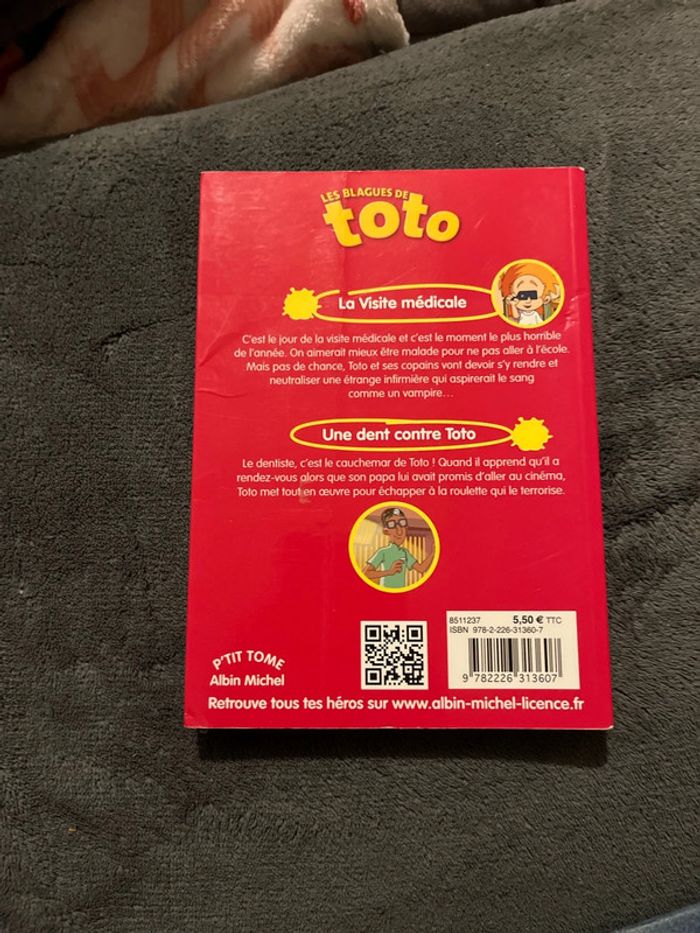 LES BLAGUES DE
toto
La Visite médicale
C'est le jour de la visite médicale et c'est le moment le plus horrible
de l'année. On aimerait mieux être malade pour ne pas aller à l'école.
Mais pas de chance, Toto et ses copains vont devoir s'y rendre et
neutraliser une étrange infirmière qui aspirerait le sang
comme un vampire…
Une dent contre Toto
Le dentiste, c'est le cauchemar de Toto ! Quand il apprend qu'il a
rendez-vous alors que son papa lui avait promis d'aller au cinéma,
Toto met tout en œuvre pour échapper à la roulette qui le terrorise.
8511237 5,50 € TTC
ISBN 978-2-226-31360-7
9 782226 313607
P'TIT TOME
Albin Michel
Retrouve tous tes héros sur www.albin-michel-licence.fr